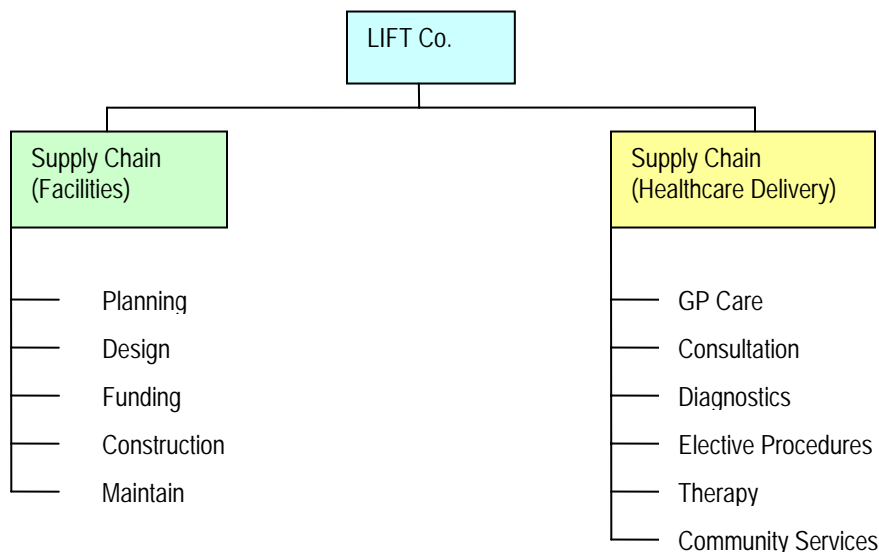 LIFT Co.
Supply Chain
(Facilities)
Planning
Design
Funding
Construction
Maintain
Supply Chain
(Healthcare Delivery)
GP Care
Consultation
Diagnostics
Elective Procedures
Therapy
Community Services